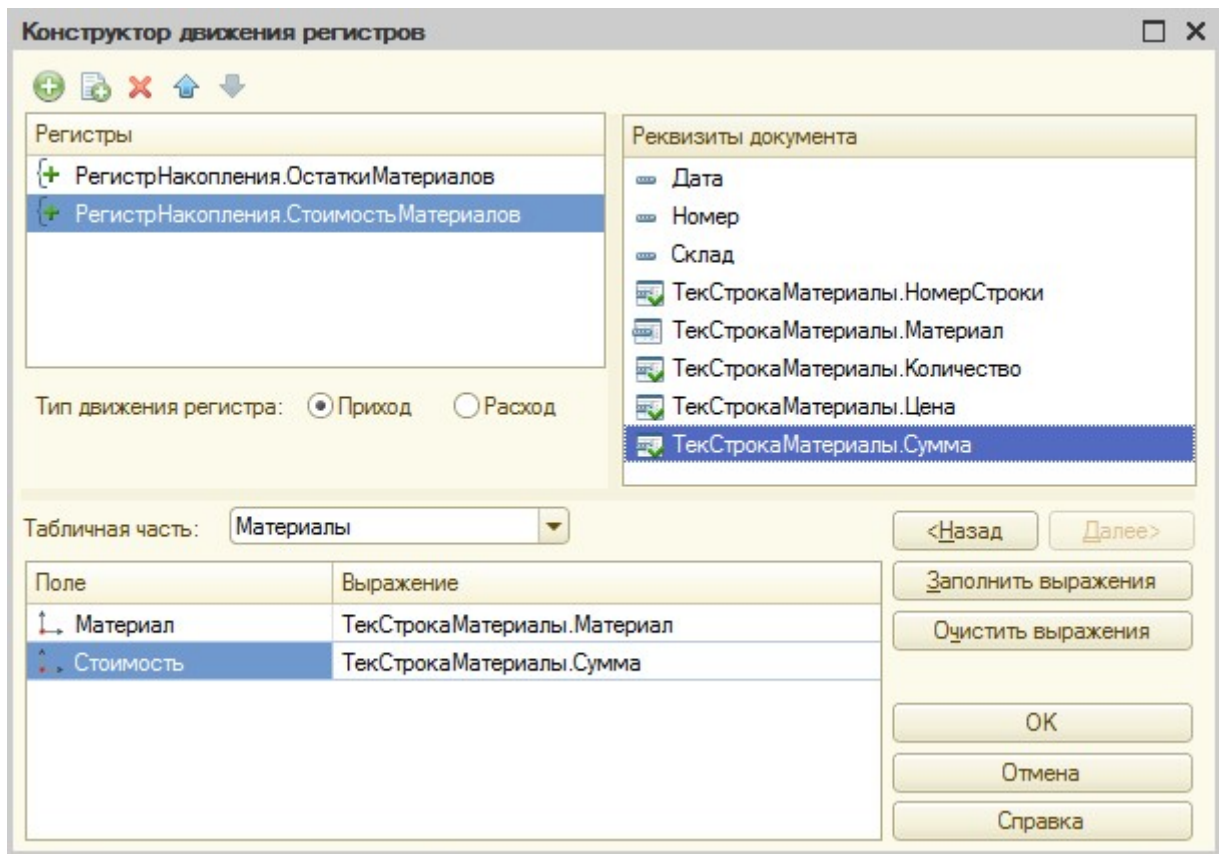 Конструктор движения регистров
Регистры
РегистрНакопления.ОстаткиМатериалов
РегистрНакопления.СтоимостьМатериалов
Тип движения регистра: Приход Расход
Реквизиты документа
Дата
Номер
Склад
ТекСтрокаМатериалы.НомерСтроки
ТекСтрокаМатериалы.Материал
ТекСтрокаМатериалы.Количество
ТекСтрокаМатериалы.Цена
ТекСтрокаМатериалы.Сумма
Табличная часть: Материалы
<Назад Далее>
Поле Выражение
Материал ТекСтрокаМатериалы.Материал
Стоимость ТекСтрокаМатериалы.Сумма
Заполнить выражения
Очистить выражения
ОК
Отмена
Справка